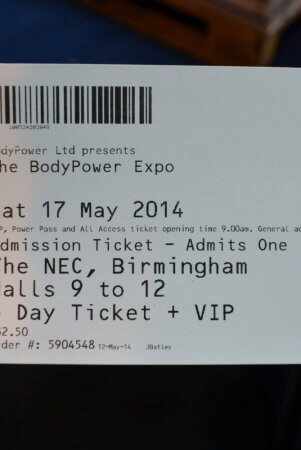 100534202040
odyPower Ltd presents
he BodyPower Expo
at 17 May 2014
P, Power Pass and All Access ticket opening time 9.00am. General ad
dmission Ticket - Admits One
he NEC, Birmingham
alls 9 to 12
Day Ticket + VIP
2.50
rder #: 5904548 12-May-14 JBatley